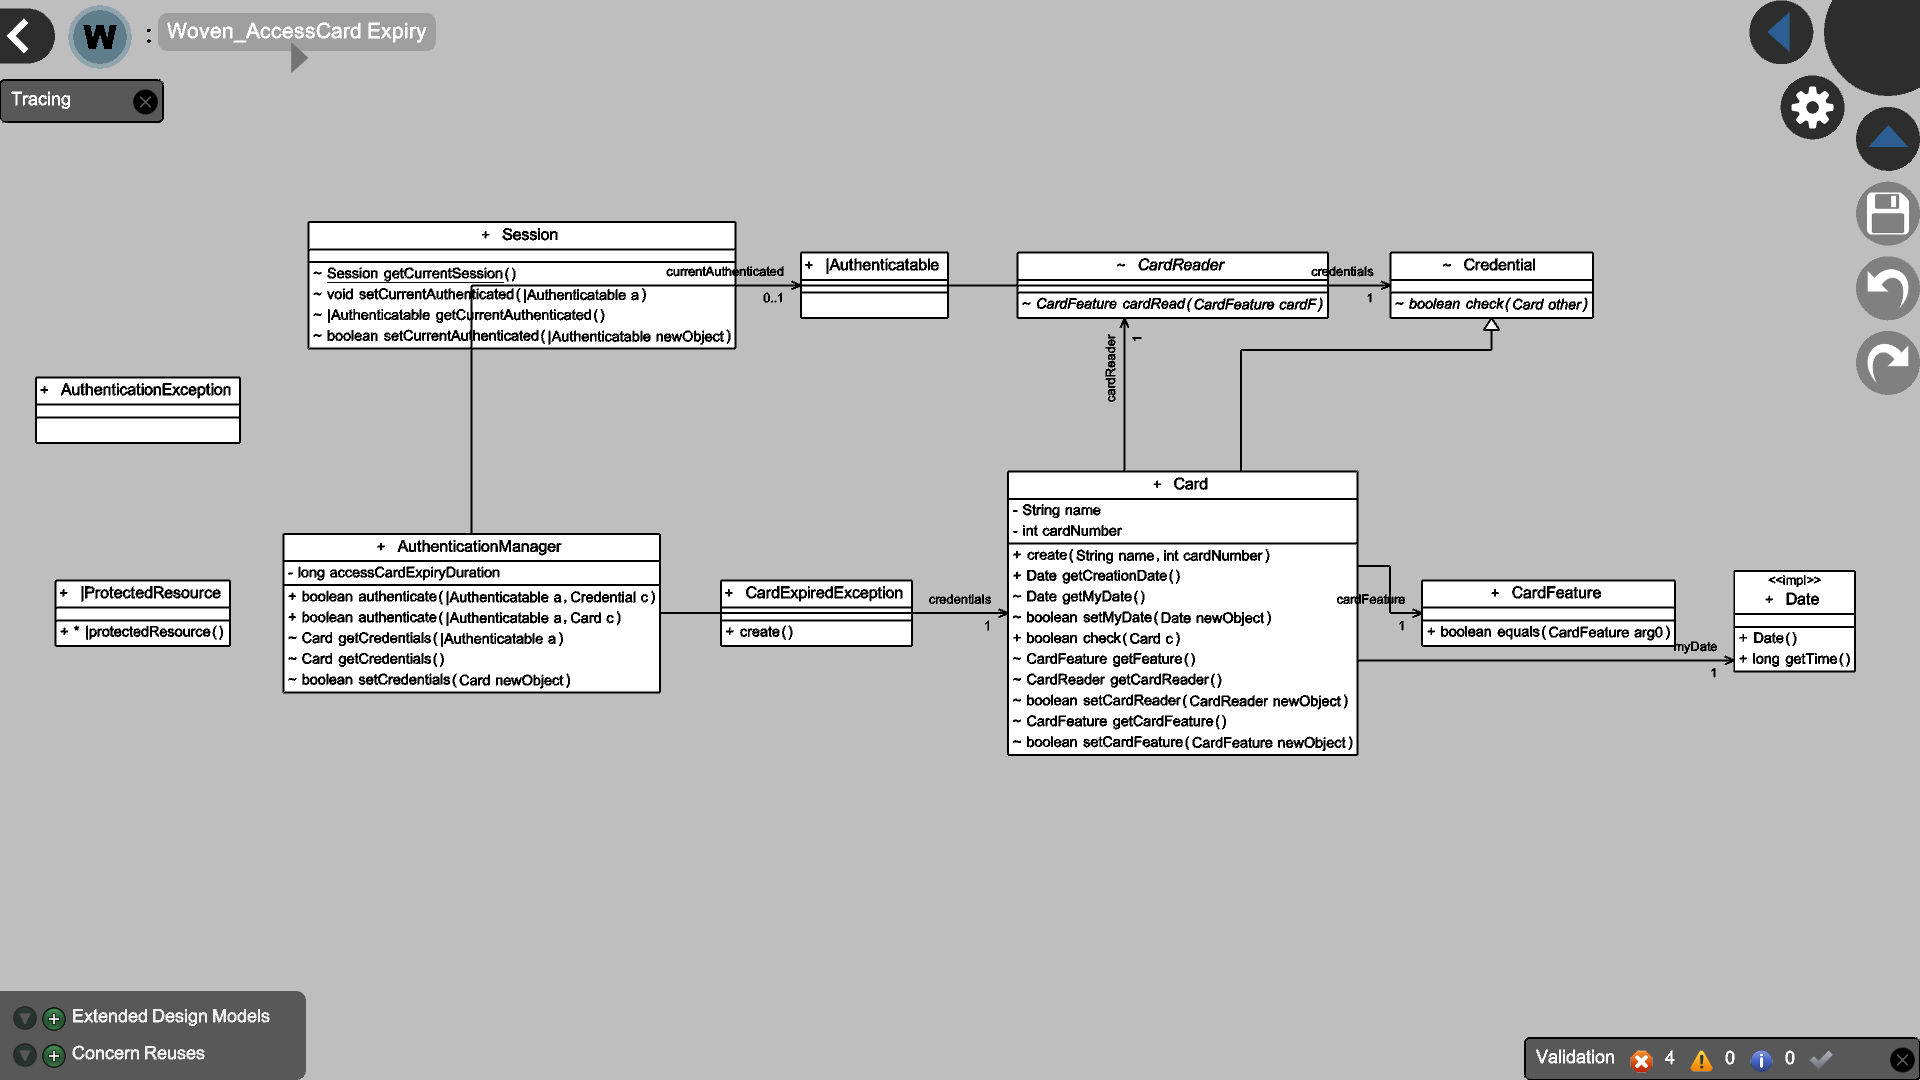 W : Woven_AccessCard Expiry
Tracing
+ Session
~ Session getCurrentSession()
~ void setCurrentAuthenticated(|Authenticatable a)
~ |Authenticatable getCurrentAuthenticated()
~ boolean setCurrentAuthenticated(|Authenticatable newObject)
currentAuthenticated
0..1
+ |Authenticatable
~ CardReader
~ CardFeature cardRead(CardFeature cardF)
credentials
1
~ Credential
~ boolean check(Card other)
cardReader
1
+ AuthenticationException
+ |ProtectedResource
+ * |protectedResource()
+ AuthenticationManager
- long accessCardExpiryDuration
+ boolean authenticate(|Authenticatable a, Credential c)
+ boolean authenticate(|Authenticatable a, Card c)
~ Card getCredentials(|Authenticatable a)
~ Card getCredentials()
~ boolean setCredentials(Card newObject)
+ CardExpiredException
+ create()
credentials
1
+ Card
- String name
- int cardNumber
+ create(String name, int cardNumber)
+ Date getCreationDate()
~ Date getMyDate()
~ boolean setMyDate(Date newObject)
+ boolean check(Card c)
~ CardFeature getFeature()
~ CardReader getCardReader()
~ boolean setCardReader(CardReader newObject)
~ CardFeature getCardFeature()
~ boolean setCardFeature(CardFeature newObject)
cardFeature
1
+ CardFeature
+ boolean equals(CardFeature arg0)
myDate
1
<<impl>>
+ Date
+ Date()
+ long getTime()
Extended Design Models
Concern Reuses
Validation 4 0 0